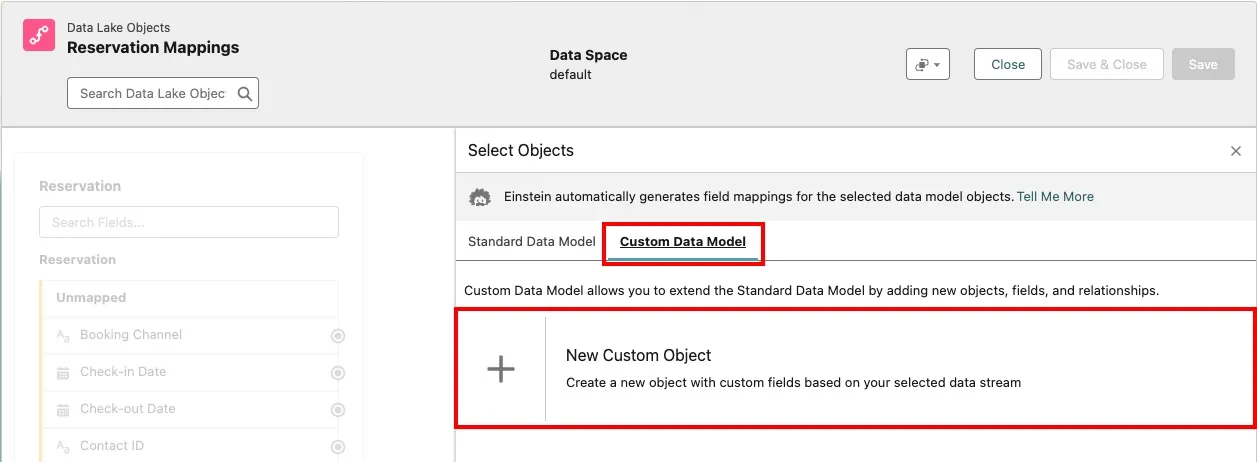 Data Lake Objects
Reservation Mappings
Search Data Lake Objec
Data Space
default
Close
Save & Close
Save
Reservation
Search Fields...
Reservation
Unmapped
Booking Channel
Check-in Date
Check-out Date
Contact ID
Select Objects
Einstein automatically generates field mappings for the selected data model objects. Tell Me More
Standard Data Model
Custom Data Model
Custom Data Model allows you to extend the Standard Data Model by adding new objects, fields, and relationships.
New Custom Object
Create a new object with custom fields based on your selected data stream